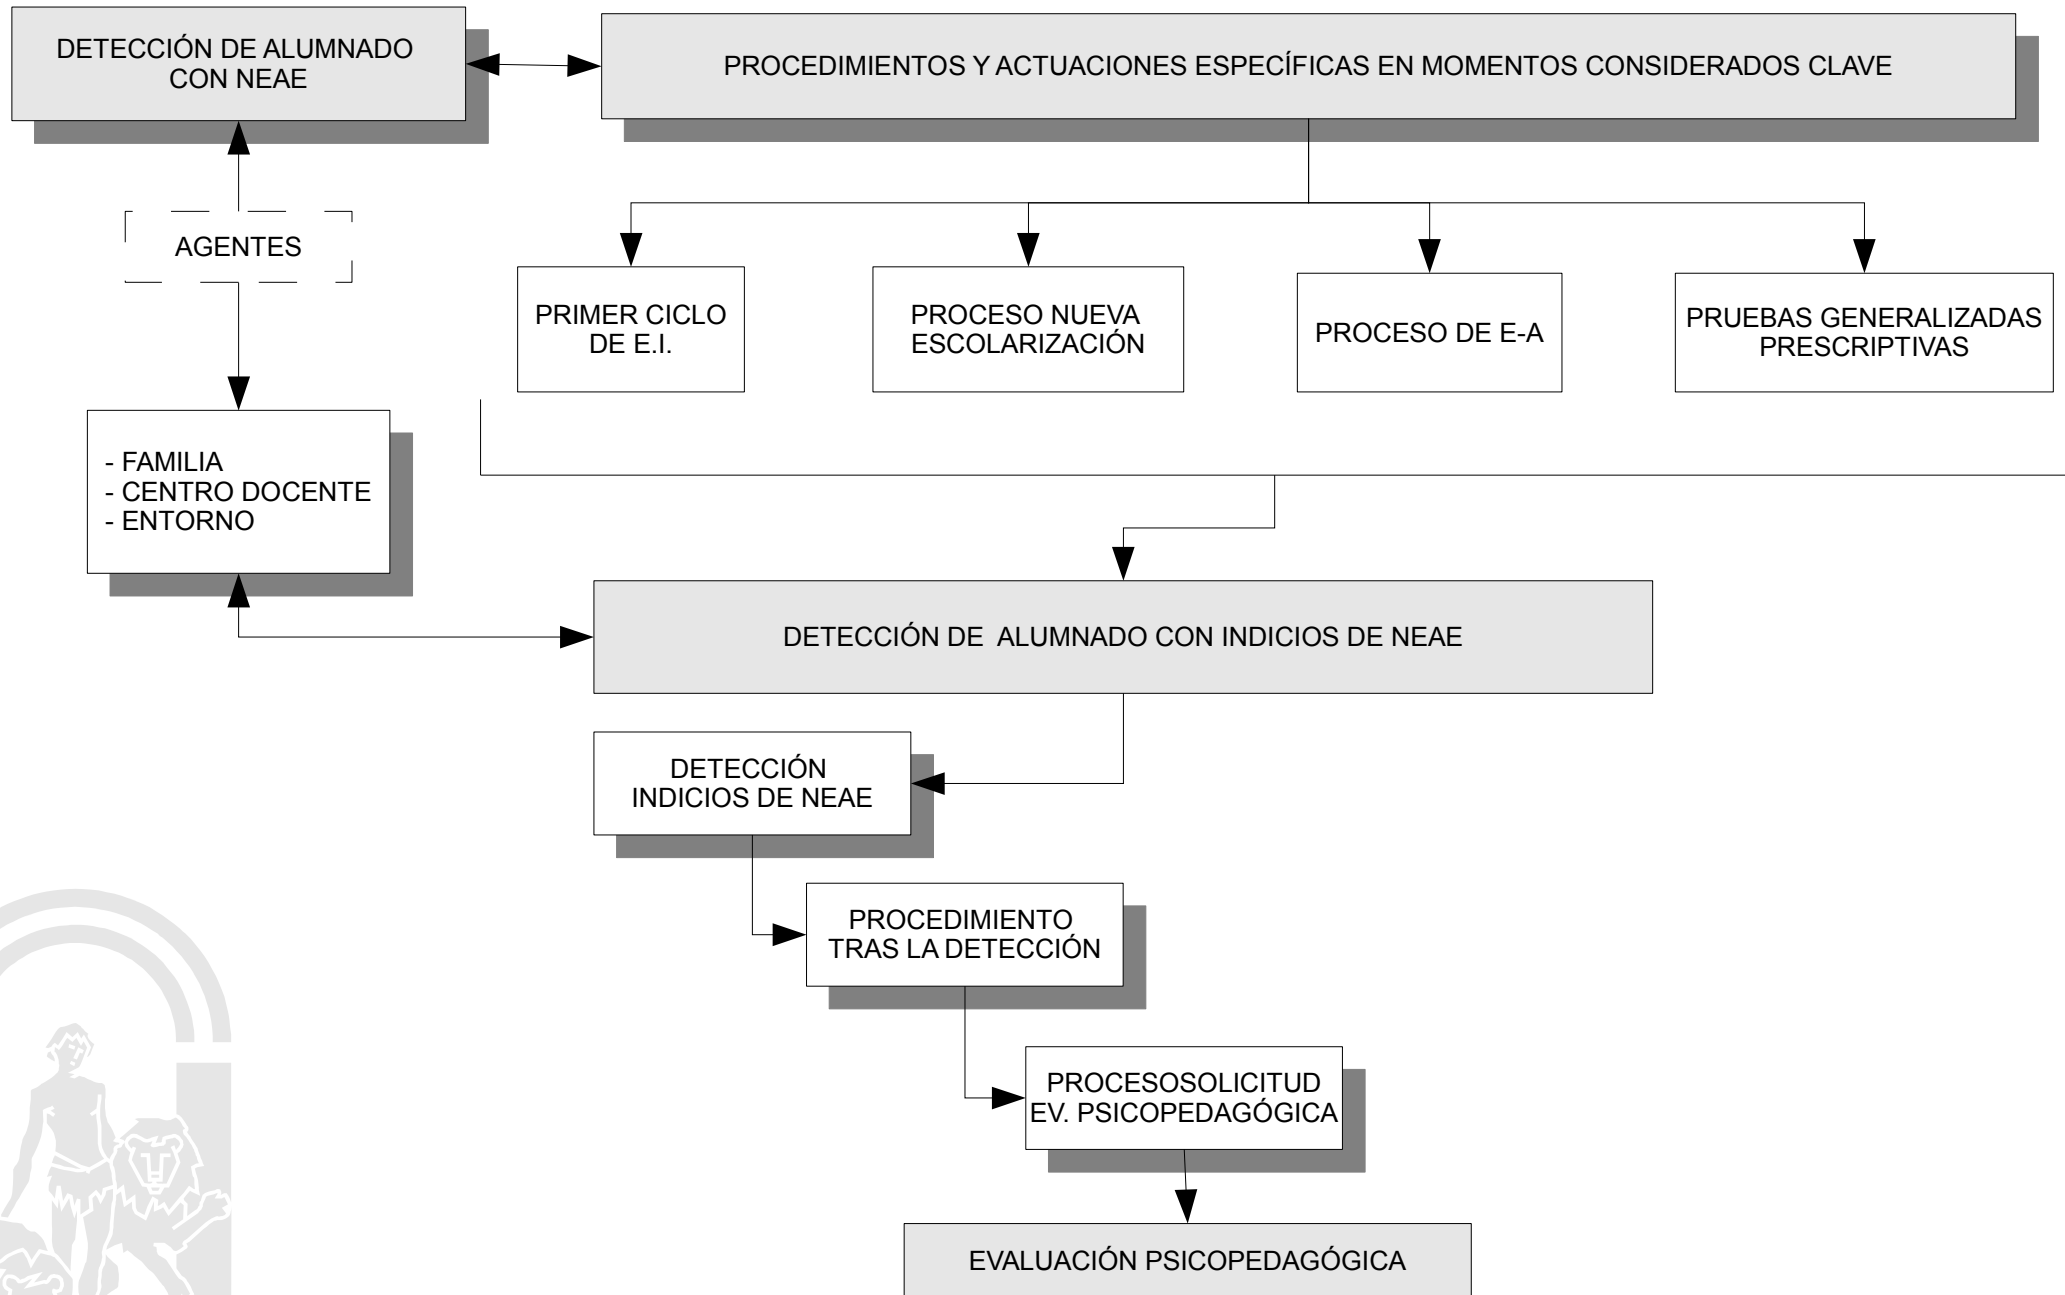 DETECCIÓN DE ALUMNADO
CON NEAE
PROCEDIMIENTOS Y ACTUACIONES ESPECÍFICAS EN MOMENTOS CONSIDERADOS CLAVE
AGENTES
PRIMER CICLO
DE E.I.
PROCESO NUEVA
ESCOLARIZACIÓN
PROCESO DE E-A
PRUEBAS GENERALIZADAS
PRESCRIPTIVAS
- FAMILIA
- CENTRO DOCENTE
- ENTORNO
DETECCIÓN DE ALUMNADO CON INDICIOS DE NEAE
DETECCIÓN
INDICIOS DE NEAE
PROCEDIMIENTO
TRAS LA DETECCIÓN
PROCESOSOLICITUD
EV. PSICOPEDAGÓGICA
EVALUACIÓN PSICOPEDAGÓGICA